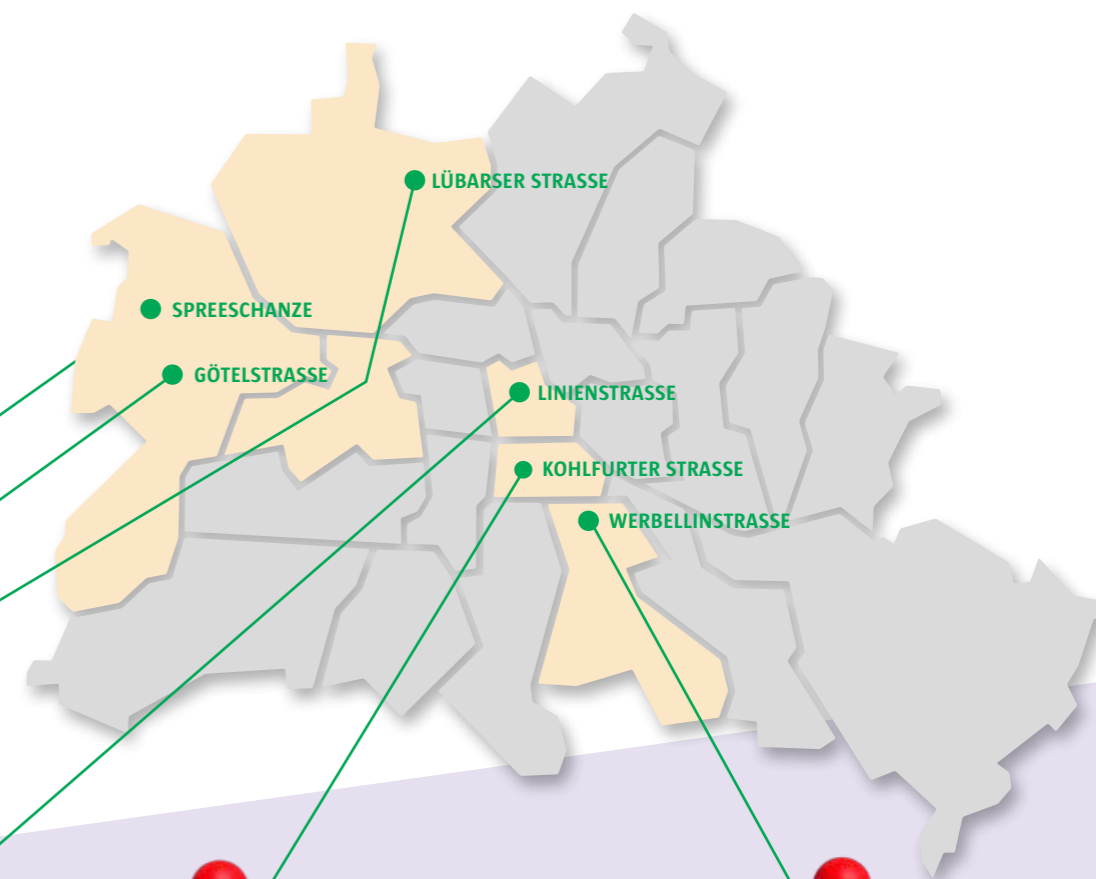 LÜBARSER STRASSE
SPREESCHANZE
GÖTELSTRASSE
LINIENSTRASSE
KOHLFURTER STRASSE
WERBELLINSTRASSE